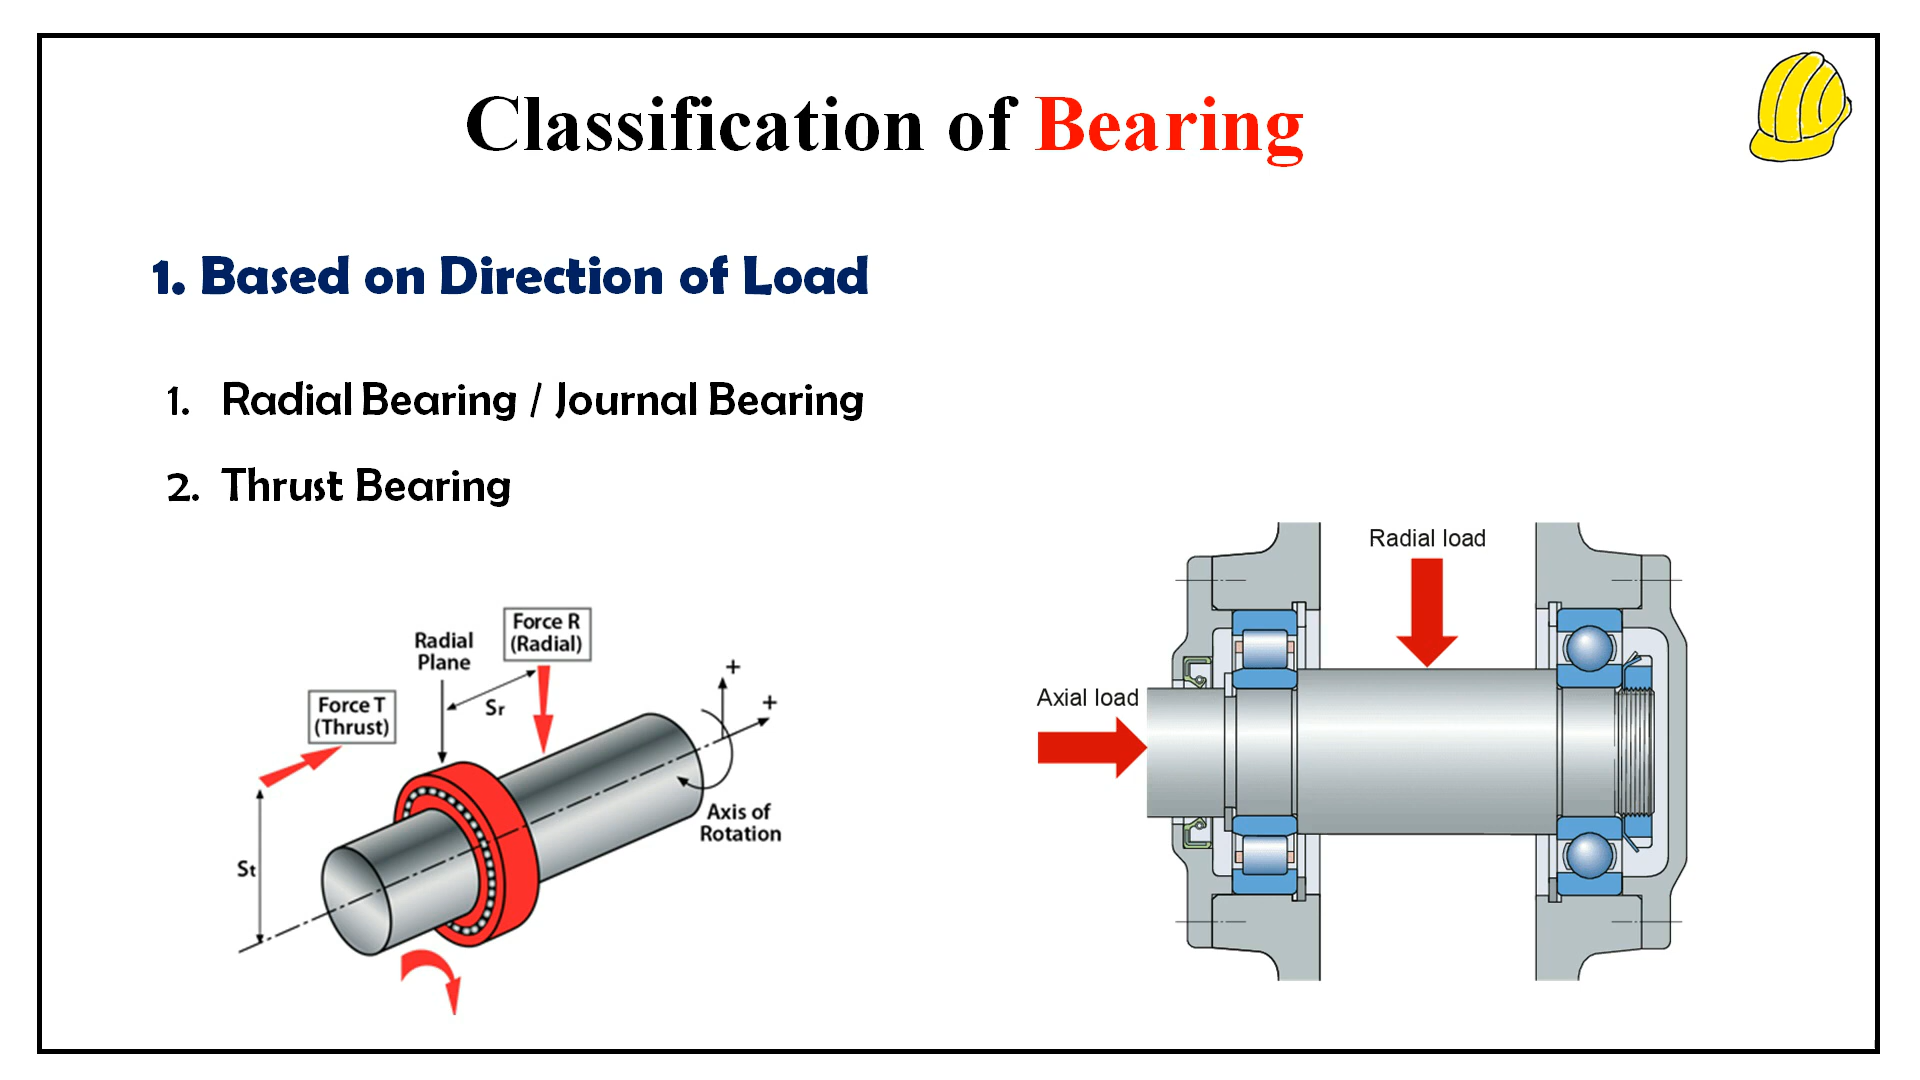 Classification of Bearing
1. Based on Direction of Load
1. Radial Bearing / Journal Bearing
2. Thrust Bearing
Force R
(Radial)
Radial
Plane
Force T
(Thrust)
Sr
+
+
Axis of
Rotation
St
Radial load
Axial load